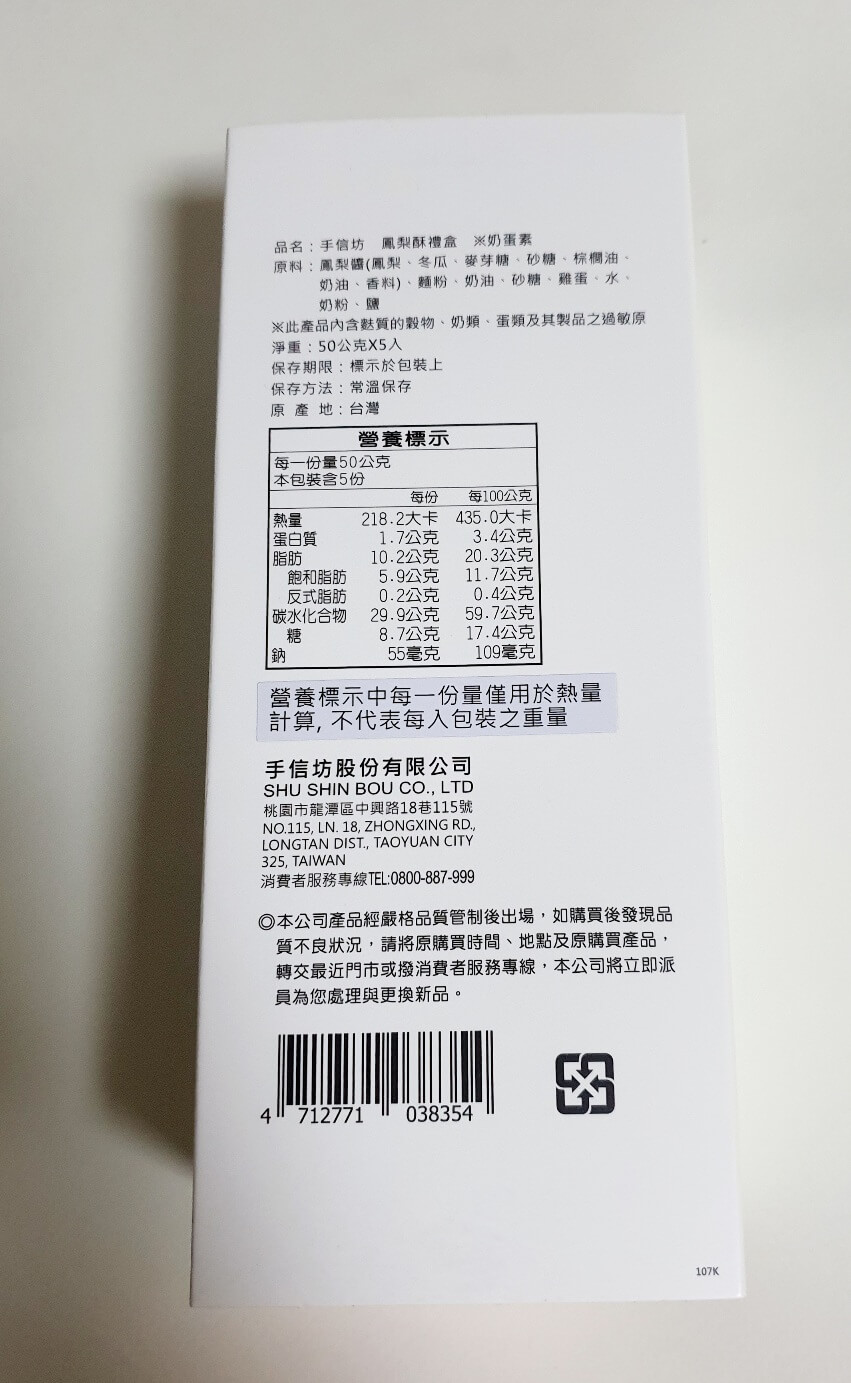 品名：手信坊　鳳梨酥禮盒　※奶蛋素
原料：鳳梨醬(鳳梨、冬瓜、麥芽糖、砂糖、棕櫚油、
奶油、香料)、麵粉、奶油、砂糖、雞蛋、水、
奶粉、鹽
※此產品內含麩質的穀物、奶類、蛋類及其製品之過敏原
淨重：50公克X5入
保存期限：標示於包裝上
保存方法：常溫保存
原 產 地：台灣
營養標示
每一份量50公克
本包裝含5份
每份 每100公克
熱量 218.2大卡 435.0大卡
蛋白質 1.7公克 3.4公克
脂肪 10.2公克 20.3公克
飽和脂肪 5.9公克 11.7公克
反式脂肪 0.2公克 0.4公克
碳水化合物 29.9公克 59.7公克
糖 8.7公克 17.4公克
鈉 55毫克 109毫克
營養標示中每一份量僅用於熱量
計算, 不代表每入包裝之重量
手信坊股份有限公司
SHU SHIN BOU CO., LTD
桃園市龍潭區中興路18巷115號
NO.115, LN. 18, ZHONGXING RD.,
LONGTAN DIST., TAOYUAN CITY
325, TAIWAN
消費者服務專線TEL:0800-887-999
◎本公司產品經嚴格品質管制後出場，如購買後發現品
質不良狀況，請將原購買時間、地點及原購買產品，
轉交最近門市或撥消費者服務專線，本公司將立即派
員為您處理與更換新品。
4 712771 038354
107K